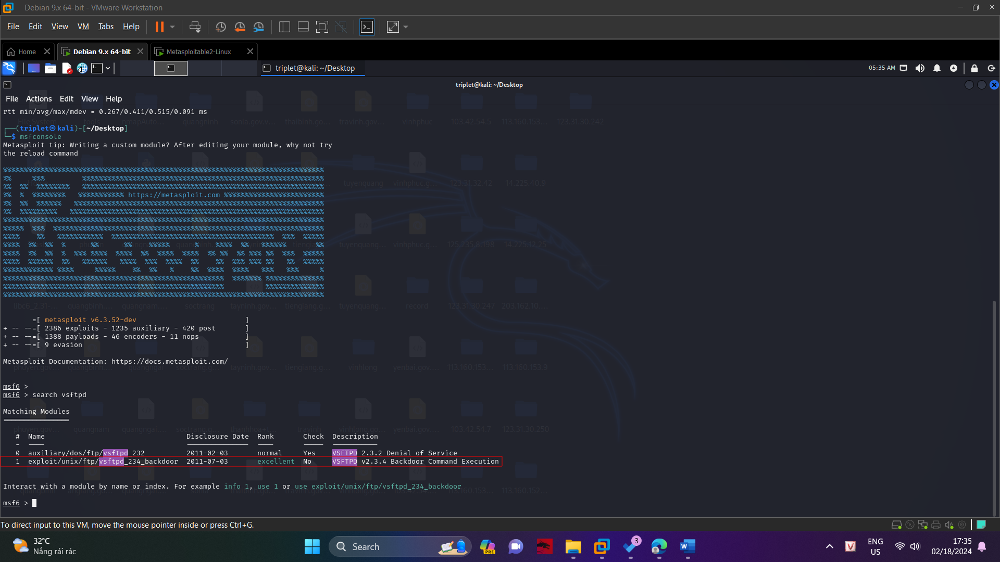 Debian 9.x 64-bit - VMware Workstation
File Edit View VM Tabs Help
Home
Debian 9.x 64-bit
Metasploitable2-Linux
triplet@kali: ~/Desktop
05:35 AM
triplet@kali: ~/Desktop
File Actions Edit View Help
rtt min/avg/max/mdev = 0.267/0.411/0.515/0.091 ms
(triplet㉿kali)-[~/Desktop]
$ msfconsole
Metasploit tip: Writing a custom module? After editing your module, why not try
the reload command
https://metasploit.com
=[ metasploit v6.3.52-dev ]
+ -- --=[ 2386 exploits - 1235 auxiliary - 420 post ]
+ -- --=[ 1388 payloads - 46 encoders - 11 nops ]
+ -- --=[ 9 evasion ]
Metasploit Documentation: https://docs.metasploit.com/
msf6 >
msf6 > search vsftpd
Matching Modules
================
# Name Disclosure Date Rank Check Description
- ---- --------------- ---- ----- -----------
0 auxiliary/dos/ftp/vsftpd_232 2011-02-03 normal Yes VSFTPD 2.3.2 Denial of Service
1 exploit/unix/ftp/vsftpd_234_backdoor 2011-07-03 excellent No VSFTPD v2.3.4 Backdoor Command Execution
Interact with a module by name or index. For example info 1, use 1 or use exploit/unix/ftp/vsftpd_234_backdoor
msf6 >
To direct input to this VM, move the mouse pointer inside or press Ctrl+G.
32°C
Nắng rải rác
Search
PRE
3
ENG
US
17:35
02/18/2024